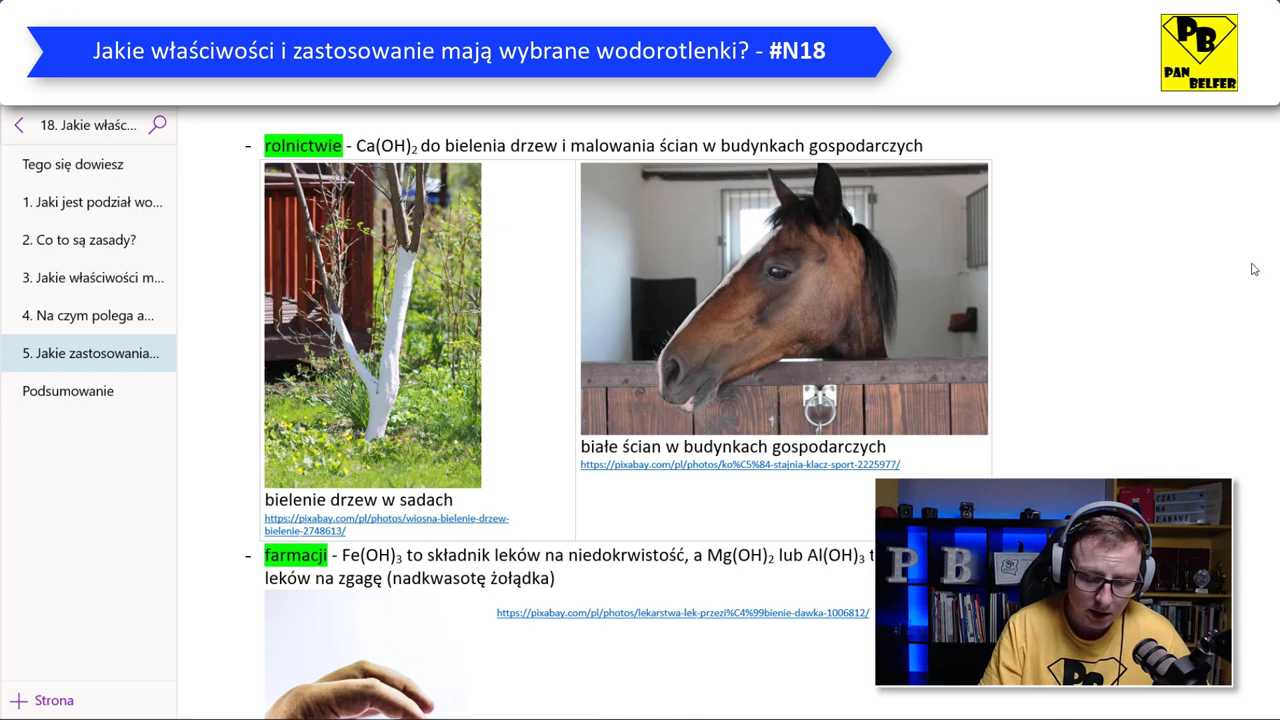 Jakie właściwości i zastosowanie mają wybrane wodorotlenki? - #N18
PB
PAN
BELFER
18. Jakie właśc...
Tego się dowiesz
1. Jaki jest podział wo...
2. Co to są zasady?
3. Jakie właściwości m...
4. Na czym polega a...
5. Jakie zastosowania...
Podsumowanie
Strona
- rolnictwie - Ca(OH)₂ do bielenia drzew i malowania ścian w budynkach gospodarczych
bielenie drzew w sadach
https://pixabay.com/pl/photos/wiosna-bielenie-drzew-
bielenie-2748613/
białe ścian w budynkach gospodarczych
https://pixabay.com/pl/photos/ko%C5%84-stajnia-klacz-sport-2225977/
- farmacji - Fe(OH)₃ to składnik leków na niedokrwistość, a Mg(OH)₂ lub Al(OH)₃ t
leków na zgagę (nadkwasotę żołądka)
https://pixabay.com/pl/photos/lekarstwa-lek-przezi%C4%99bienie-dawka-1006812/
P B
PB